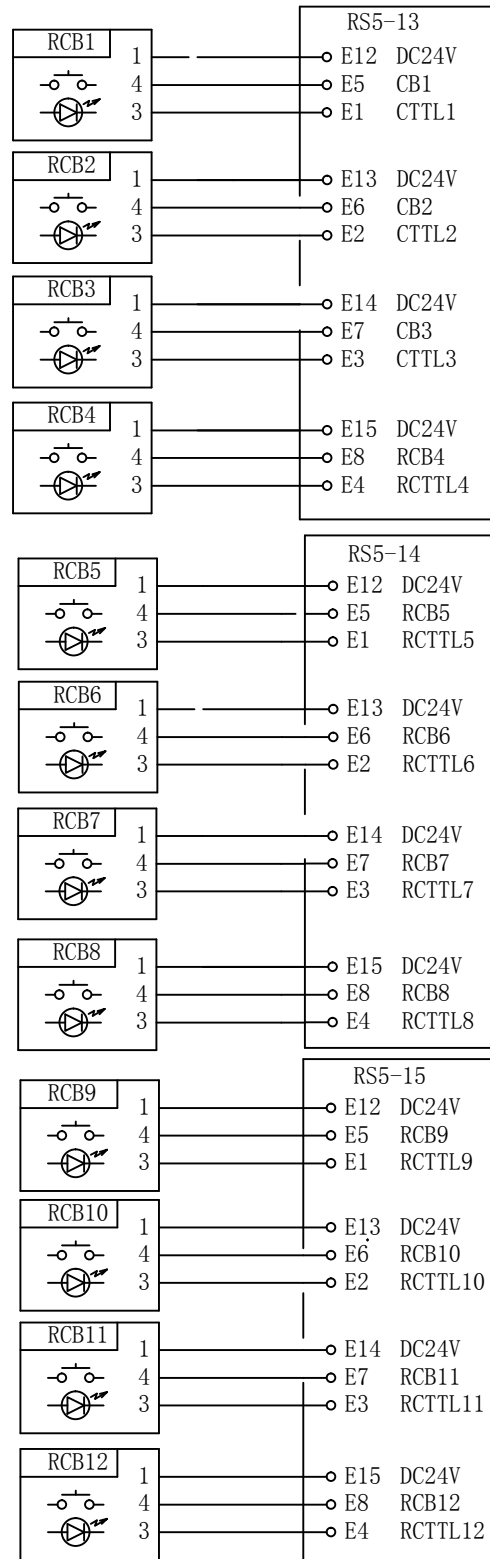 RS5-13
RCB1
1 E12 DC24V
4 E5 CB1
3 E1 CTTL1
RCB2
1 E13 DC24V
4 E6 CB2
3 E2 CTTL2
RCB3
1 E14 DC24V
4 E7 CB3
3 E3 CTTL3
RCB4
1 E15 DC24V
4 E8 RCB4
3 E4 RCTTL4
RS5-14
RCB5
1 E12 DC24V
4 E5 RCB5
3 E1 RCTTL5
RCB6
1 E13 DC24V
4 E6 RCB6
3 E2 RCTTL6
RCB7
1 E14 DC24V
4 E7 RCB7
3 E3 RCTTL7
RCB8
1 E15 DC24V
4 E8 RCB8
3 E4 RCTTL8
RS5-15
RCB9
1 E12 DC24V
4 E5 RCB9
3 E1 RCTTL9
RCB10
1 E13 DC24V
4 E6 RCB10
3 E2 RCTTL10
RCB11
1 E14 DC24V
4 E7 RCB11
3 E3 RCTTL11
RCB12
1 E15 DC24V
4 E8 RCB12
3 E4 RCTTL12